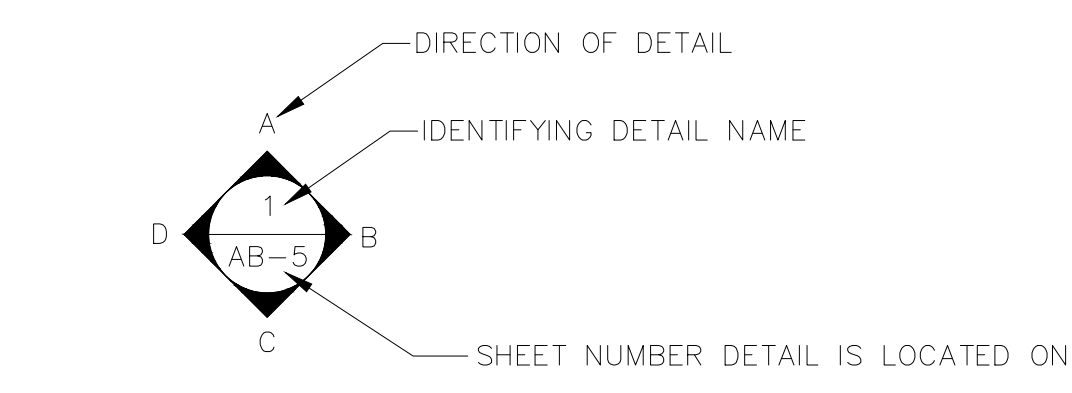 DIRECTION OF DETAIL
A
IDENTIFYING DETAIL NAME
1
D
B
AB-5
C
SHEET NUMBER DETAIL IS LOCATED ON